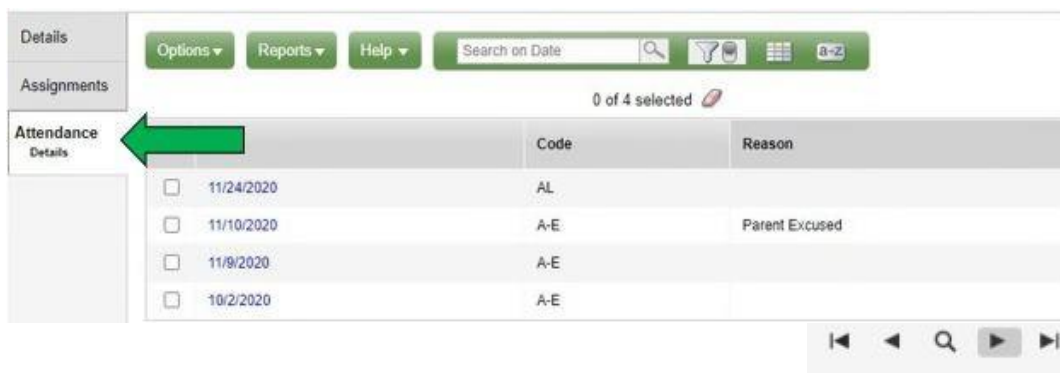 Details
Assignments
Attendance
Details
Options Reports Help Search on Date a-z
0 of 4 selected
Code Reason
11/24/2020 AL
11/10/2020 A-E Parent Excused
11/9/2020 A-E
10/2/2020 A-E